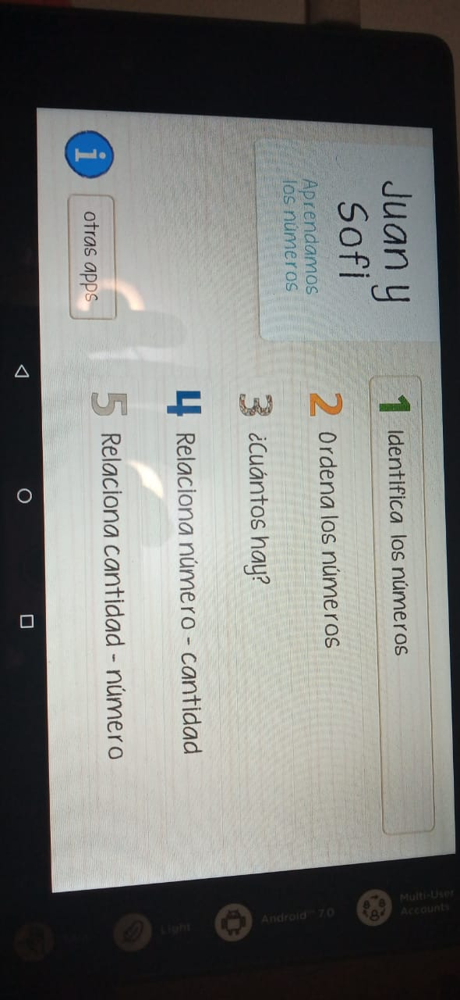 Juan y
Sofi
Aprendamos
los números
1 Identifica los números
2 Ordena los números
3 ¿Cuántos hay?
4 Relaciona número - cantidad
5 Relaciona cantidad - número
i
otras apps
Multi-User
Accounts
Android™ 7.0
Light